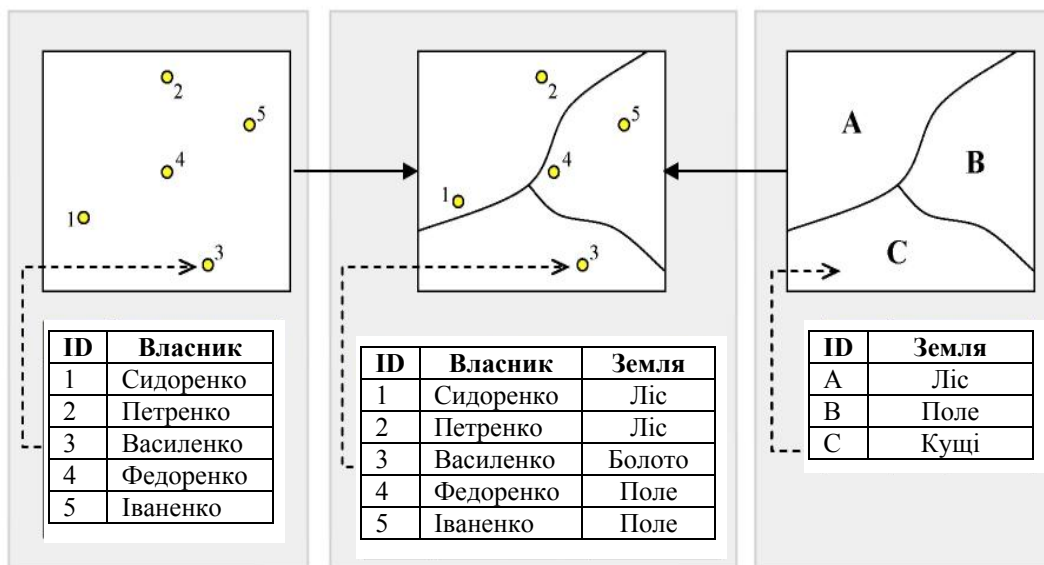 2
5
4
1
3
ID Власник
1 Сидоренко
2 Петренко
3 Василенко
4 Федоренко
5 Іваненко
2
5
4
1
3
ID Власник Земля
1 Сидоренко Ліс
2 Петренко Ліс
3 Василенко Болото
4 Федоренко Поле
5 Іваненко Поле
A
B
C
ID Земля
A Ліс
B Поле
C Кущі